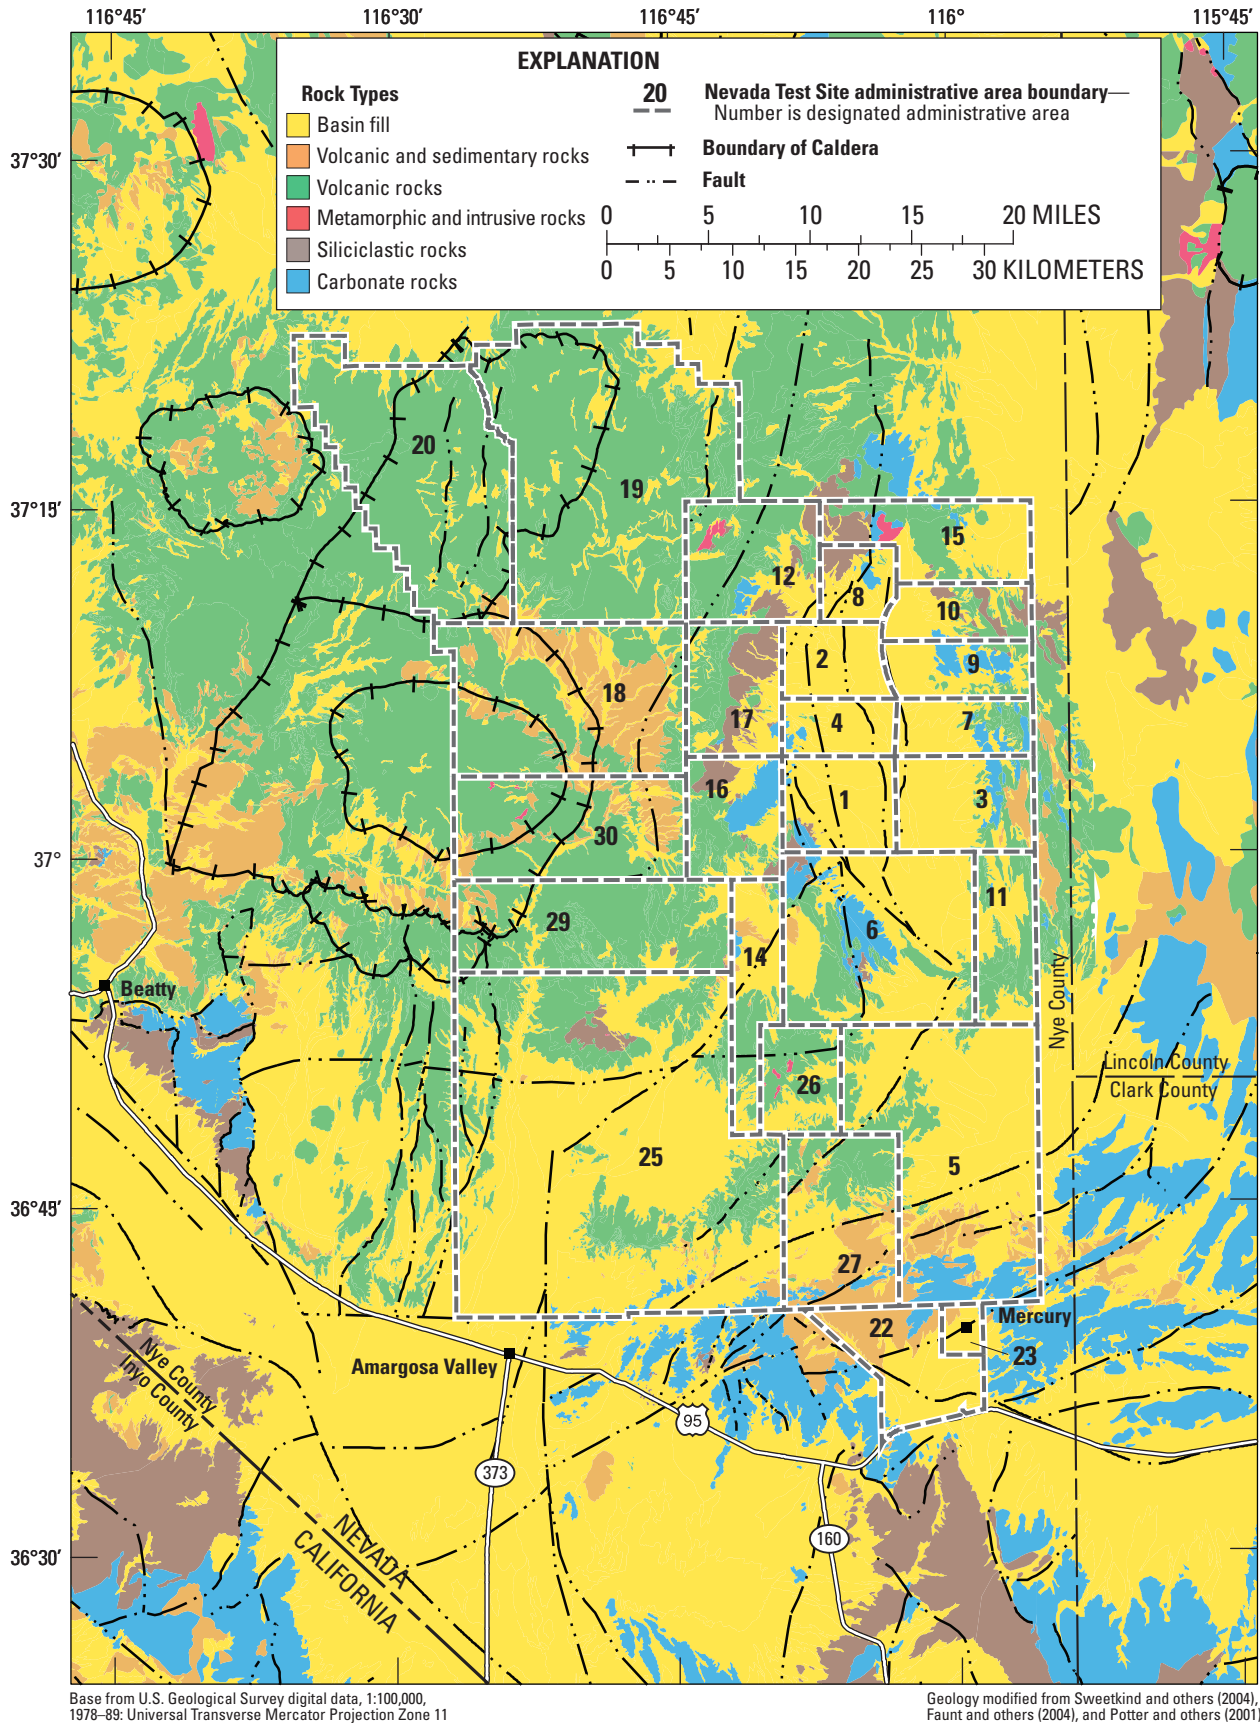 116°45′ 116°30′ 116°45′ 116° 115°45′
EXPLANATION
Rock Types
Basin fill
Volcanic and sedimentary rocks
Volcanic rocks
Metamorphic and intrusive rocks
Siliciclastic rocks
Carbonate rocks
20 Nevada Test Site administrative area boundary—
Number is designated administrative area
Boundary of Caldera
Fault
0 5 10 15 20 MILES
0 5 10 15 20 25 30 KILOMETERS
37°30′
37°15′
37°
36°45′
36°30′
20
19
15
12
8
10
2
9
18
17
4
7
16
1
3
30
11
29
6
14
Beatty
Nye County
Lincoln County
Clark County
26
25
5
27
22
Mercury
23
Amargosa Valley
Nye County
Inyo County
95
373
160
NEVADA
CALIFORNIA
Base from U.S. Geological Survey digital data, 1:100,000,
1978–89: Universal Transverse Mercator Projection Zone 11
Geology modified from Sweetkind and others (2004),
Faunt and others (2004), and Potter and others (2001)